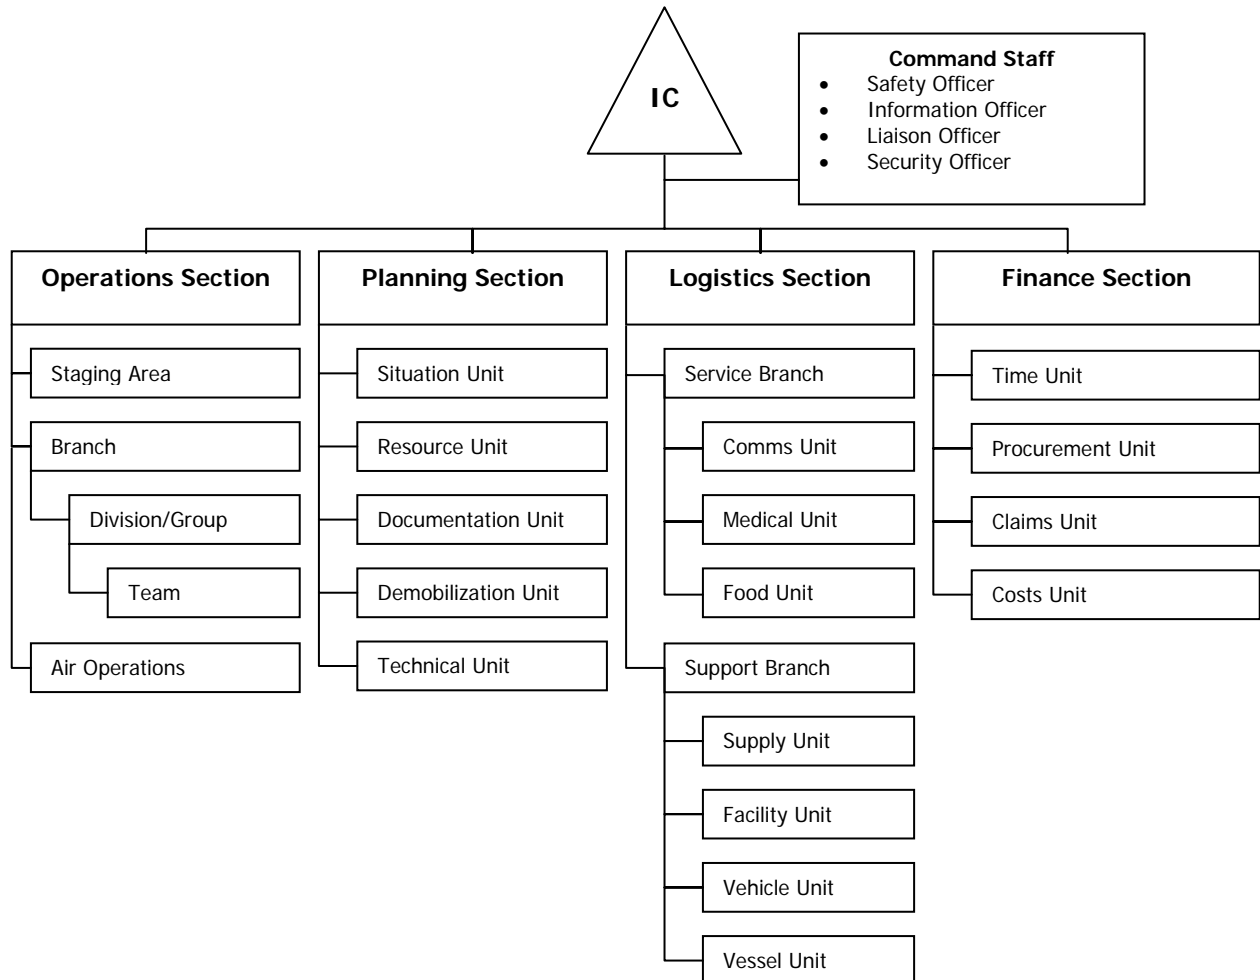 IC
Command Staff
• Safety Officer
• Information Officer
• Liaison Officer
• Security Officer
Operations Section
Staging Area
Branch
Division/Group
Team
Air Operations
Planning Section
Situation Unit
Resource Unit
Documentation Unit
Demobilization Unit
Technical Unit
Logistics Section
Service Branch
Comms Unit
Medical Unit
Food Unit
Support Branch
Supply Unit
Facility Unit
Vehicle Unit
Vessel Unit
Finance Section
Time Unit
Procurement Unit
Claims Unit
Costs Unit